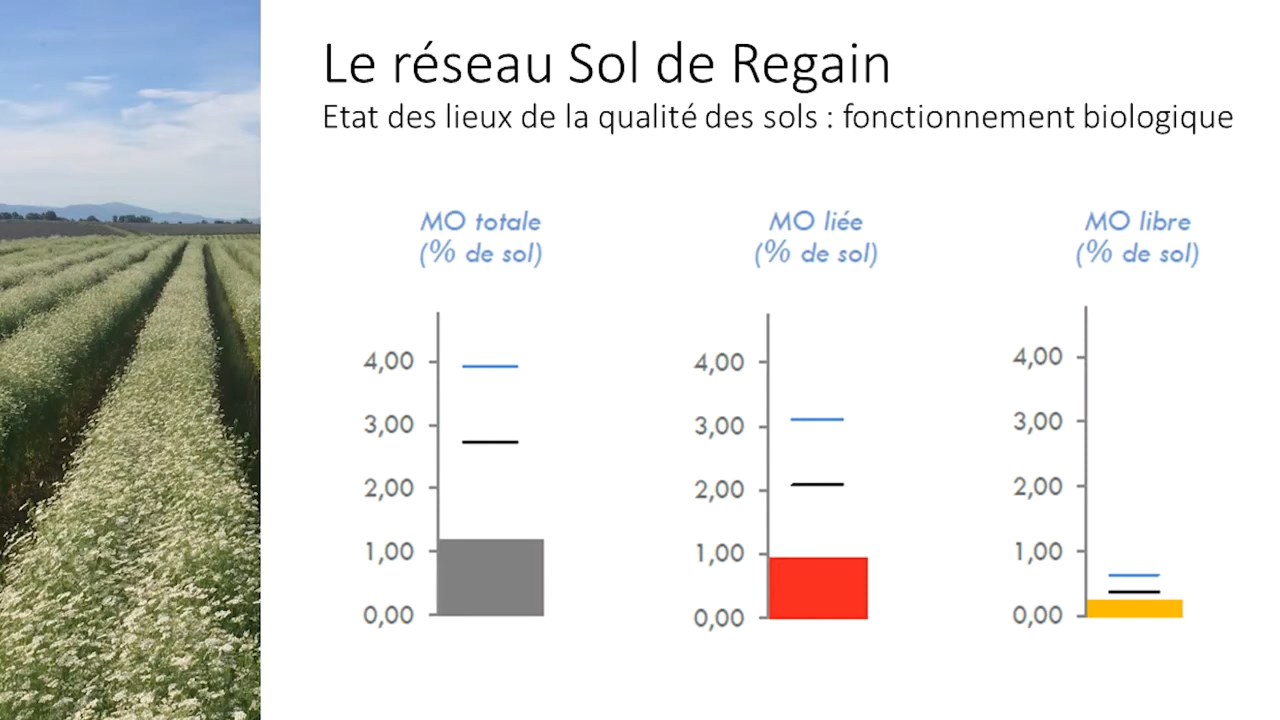 Le réseau Sol de Regain
Etat des lieux de la qualité des sols : fonctionnement biologique
MO totale
(% de sol)
4,00
3,00
2,00
1,00
0,00
MO liée
(% de sol)
4,00
3,00
2,00
1,00
0,00
MO libre
(% de sol)
4,00
3,00
2,00
1,00
0,00